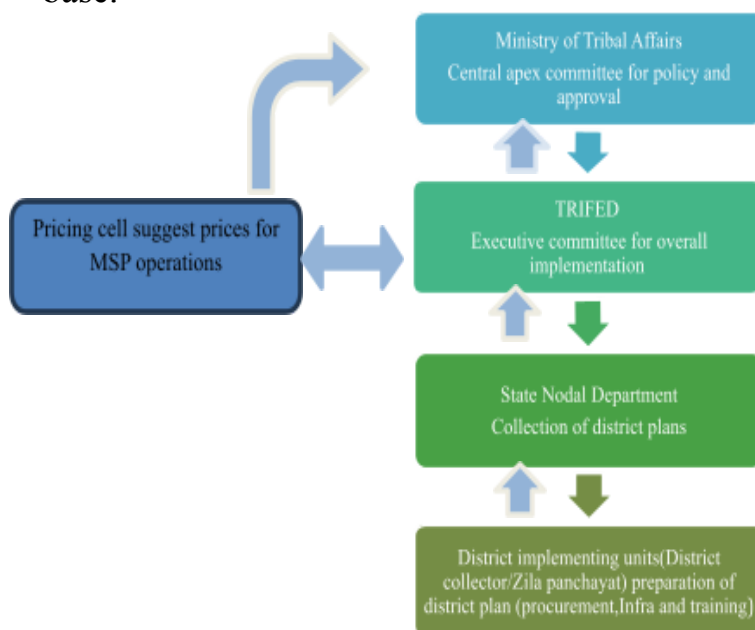 Ministry of Tribal Affairs
Central apex committee for policy and
approval
Pricing cell suggest prices for
MSP operations
TRIFED
Executive committee for overall
implementation
State Nodal Department
Collection of district plans
District implementing units(District
collector/Zila panchayat) preparation of
district plan (procurement,Infra and training)